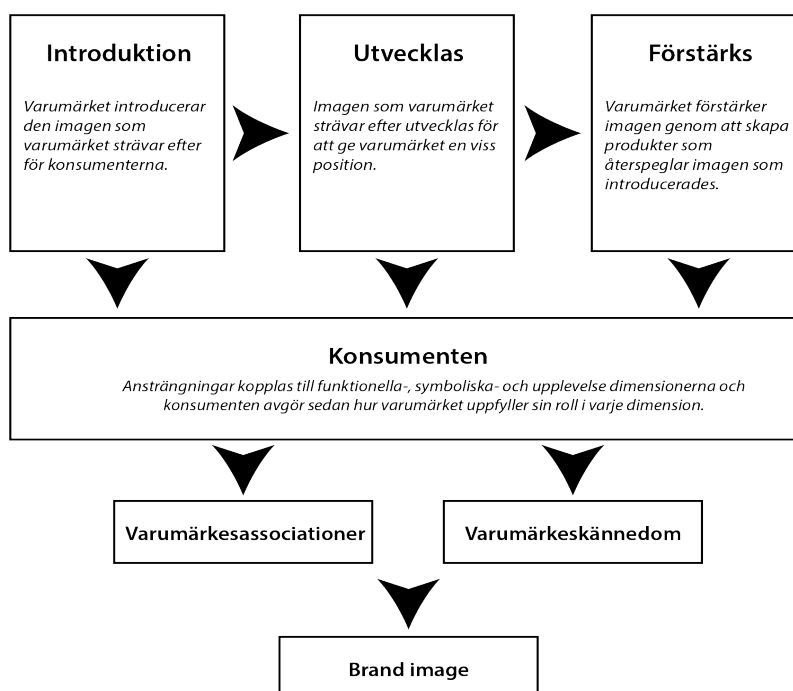 Introduktion
Varumärket introducerar
den imagen som
varumärket strävar efter
för konsumenterna.
Utvecklas
Imagen som varumärket
strävar efter utvecklas för
att ge varumärket en viss
position.
Förstärks
Varumärket förstärker
imagen genom att skapa
produkter som
återspeglar imagen som
introducerades.
Konsumenten
Ansträngningar kopplas till funktionella-, symboliska- och upplevelse dimensionerna och
konsumenten avgör sedan hur varumärket uppfyller sin roll i varje dimension.
Varumärkesassociationer
Varumärkeskännedom
Brand image